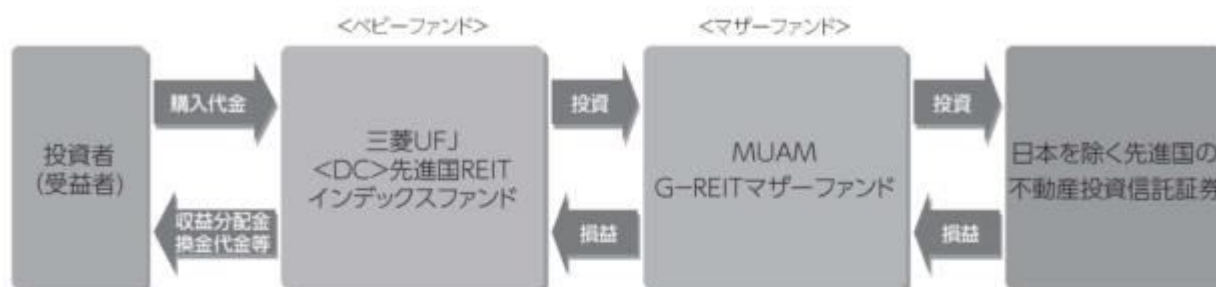 <ベビーファンド>
<マザーファンド>
投資者
(受益者)
購入代金
収益分配金
換金代金等
三菱UFJ
<DC>先進国REIT
インデックスファンド
投資
損益
MUAM
G-REITマザーファンド
投資
損益
日本を除く先進国の
不動産投資信託証券